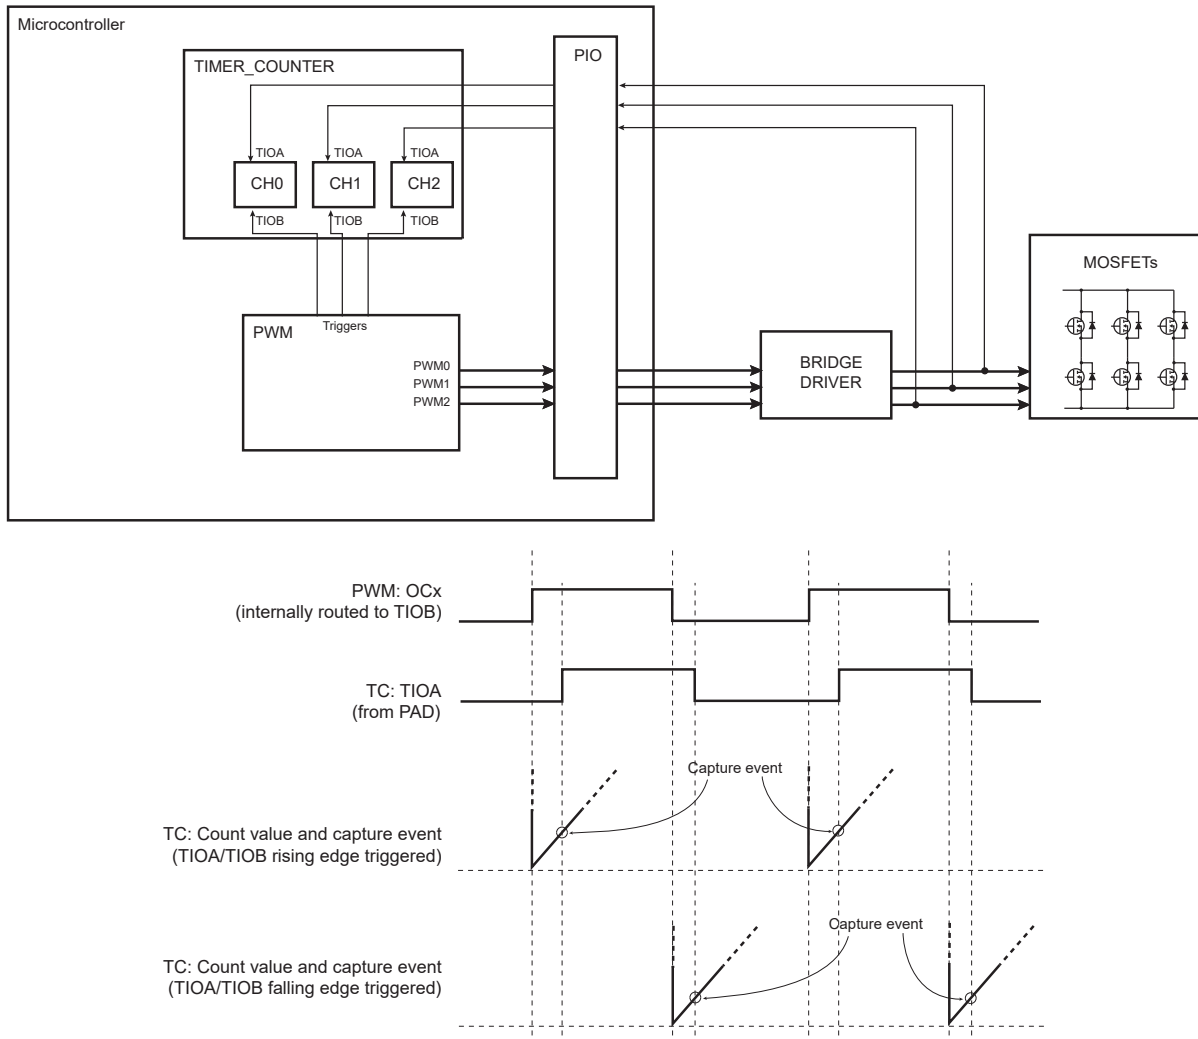 Microcontroller
TIMER_COUNTER
PIO
TIOA
TIOA
TIOA
CH0
CH1
CH2
TIOB
TIOB
TIOB
MOSFETs
PWM
Triggers
PWM0
PWM1
PWM2
BRIDGE
DRIVER
PWM: OCx
(internally routed to TIOB)
TC: TIOA
(from PAD)
Capture event
TC: Count value and capture event
(TIOA/TIOB rising edge triggered)
Capture event
TC: Count value and capture event
(TIOA/TIOB falling edge triggered)